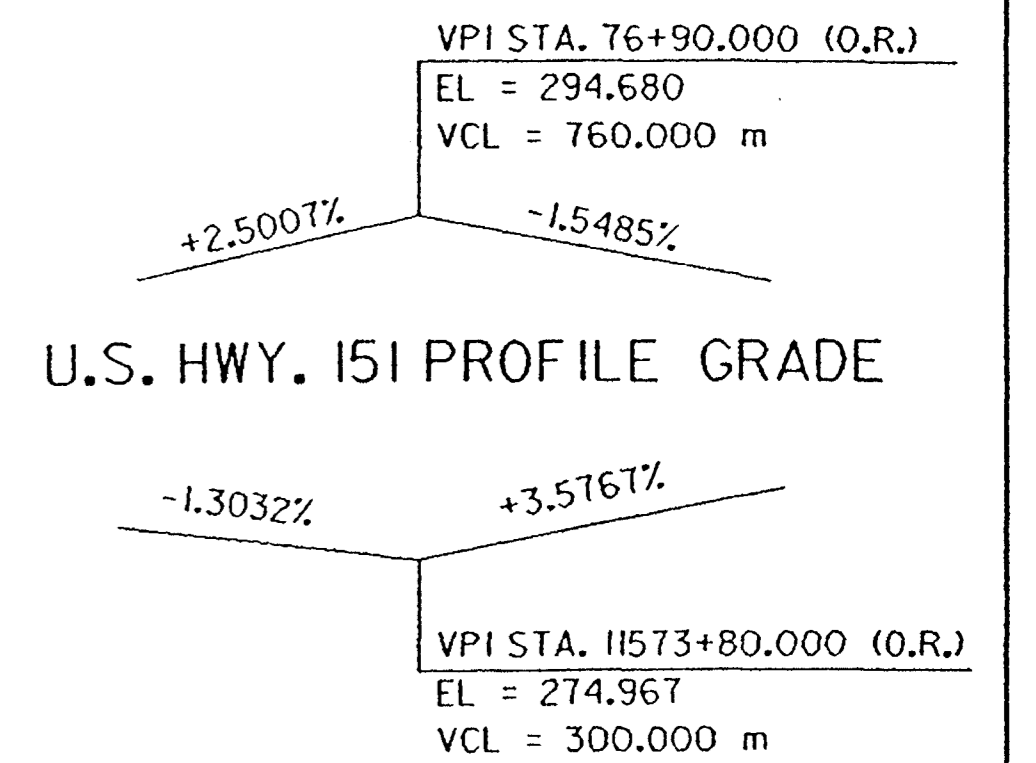 VPI STA. 76+90.000 (O.R.)
EL = 294.680
VCL = 760.000 m
+2.5007%
-1.5485%
U.S. HWY. 151 PROFILE GRADE
-1.3032%
+3.5767%
VPI STA. 11573+80.000 (O.R.)
EL = 274.967
VCL = 300.000 m